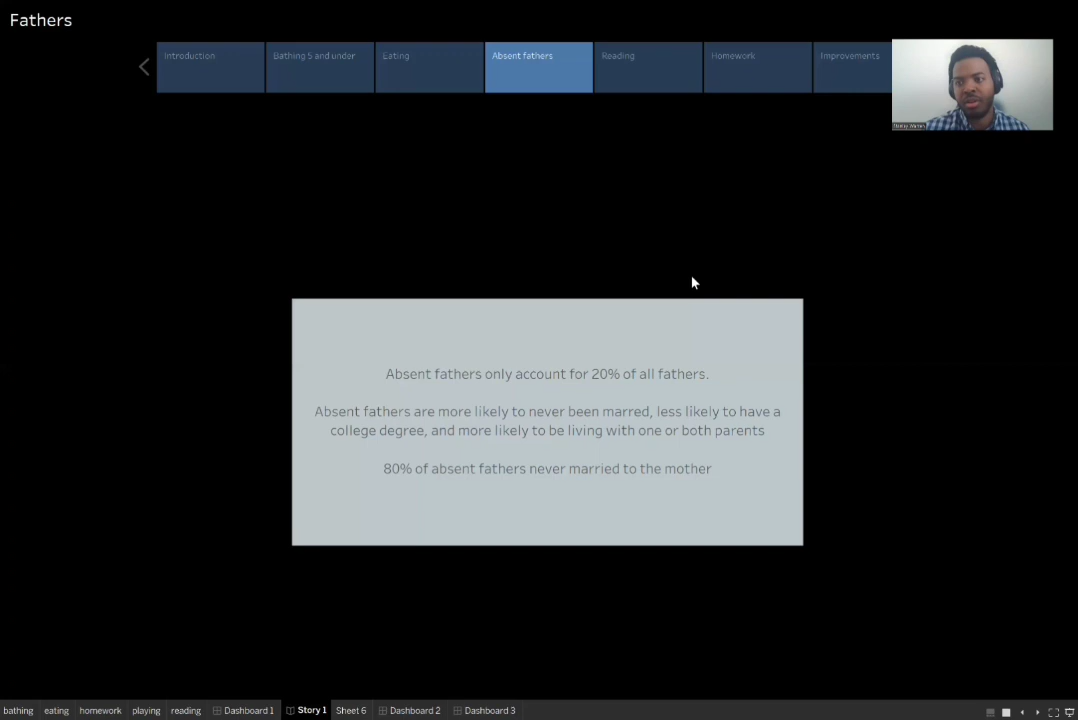 Fathers
Introduction
Bathing 5 and under
Eating
Absent fathers
Reading
Homework
Improvements
Absent fathers only account for 20% of all fathers.
Absent fathers are more likely to never been marred, less likely to have a
college degree, and more likely to be living with one or both parents
80% of absent fathers never married to the mother
bathing
eating
homework
playing
reading
Dashboard 1
Story 1
Sheet 6
Dashboard 2
Dashboard 3